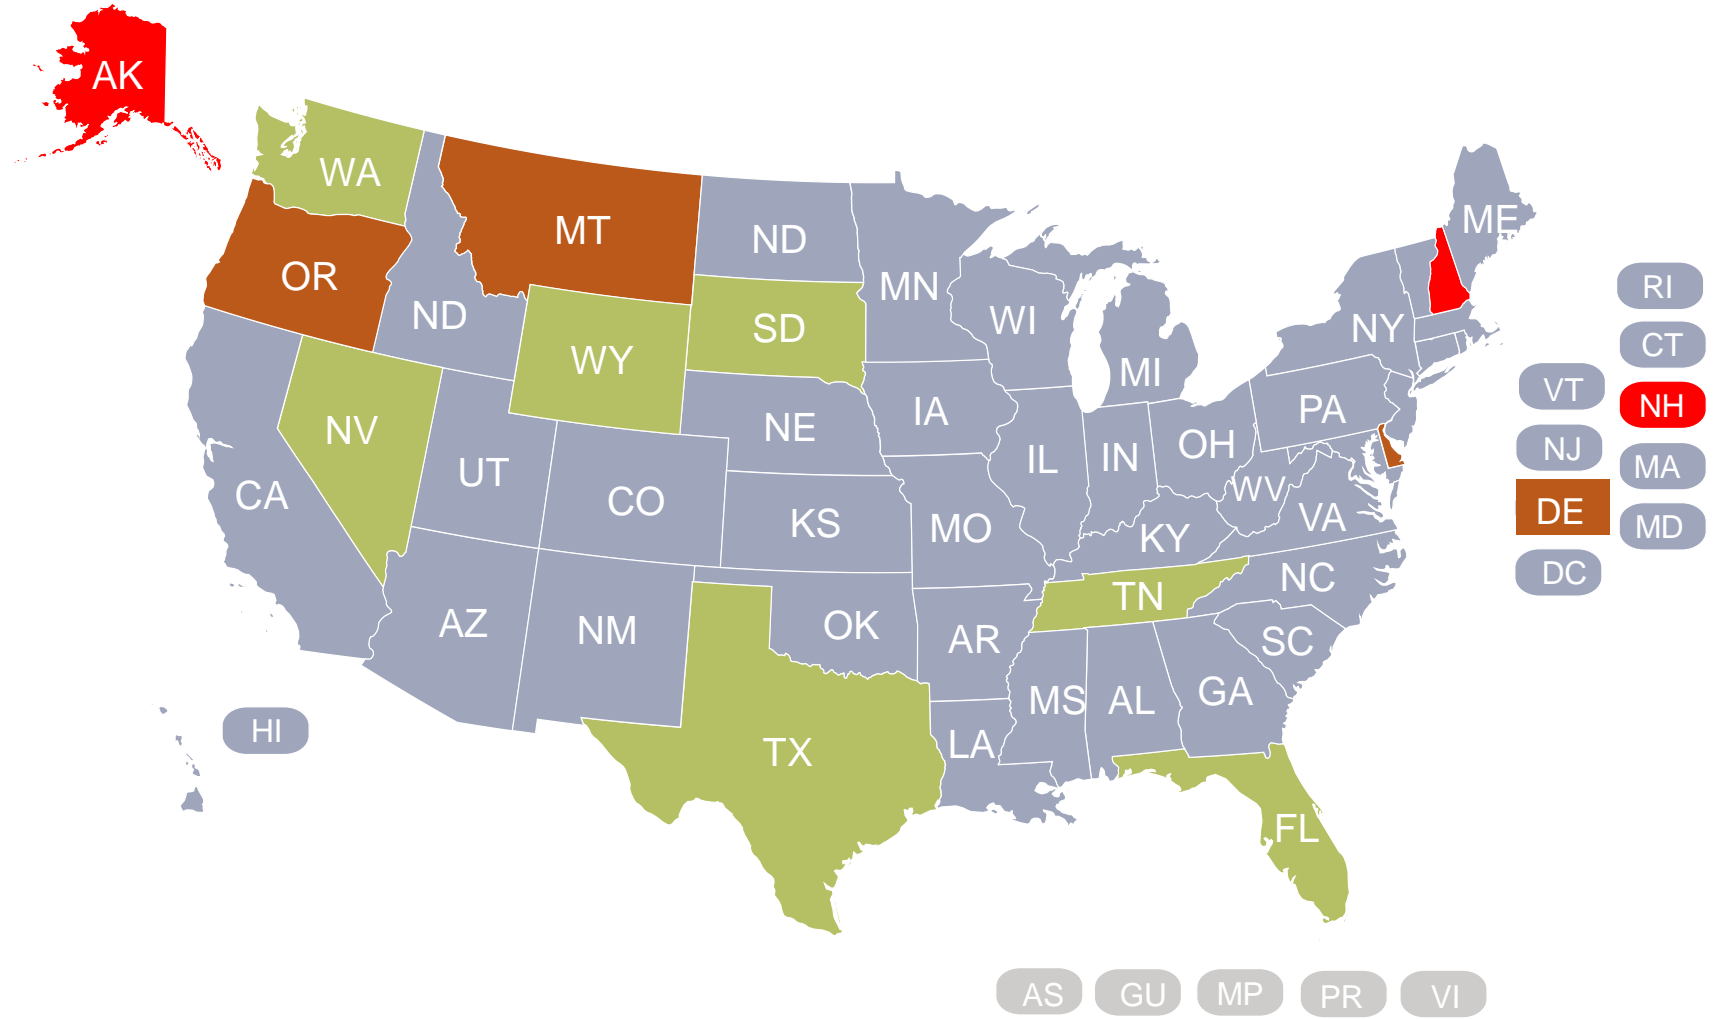 AK
WA
MT
ND
ME
OR
MN
RI
ND
SD
WI
NY
CT
WY
MI
VT
NH
NV
NE
IA
PA
OH
NJ
UT
IL
IN
MA
CA
CO
WV
KS
MO
VA
DE
MD
KY
DC
NC
TN
AZ
NM
OK
AR
SC
GA
MS
AL
HI
TX
LA
FL
AS
GU
MP
PR
VI